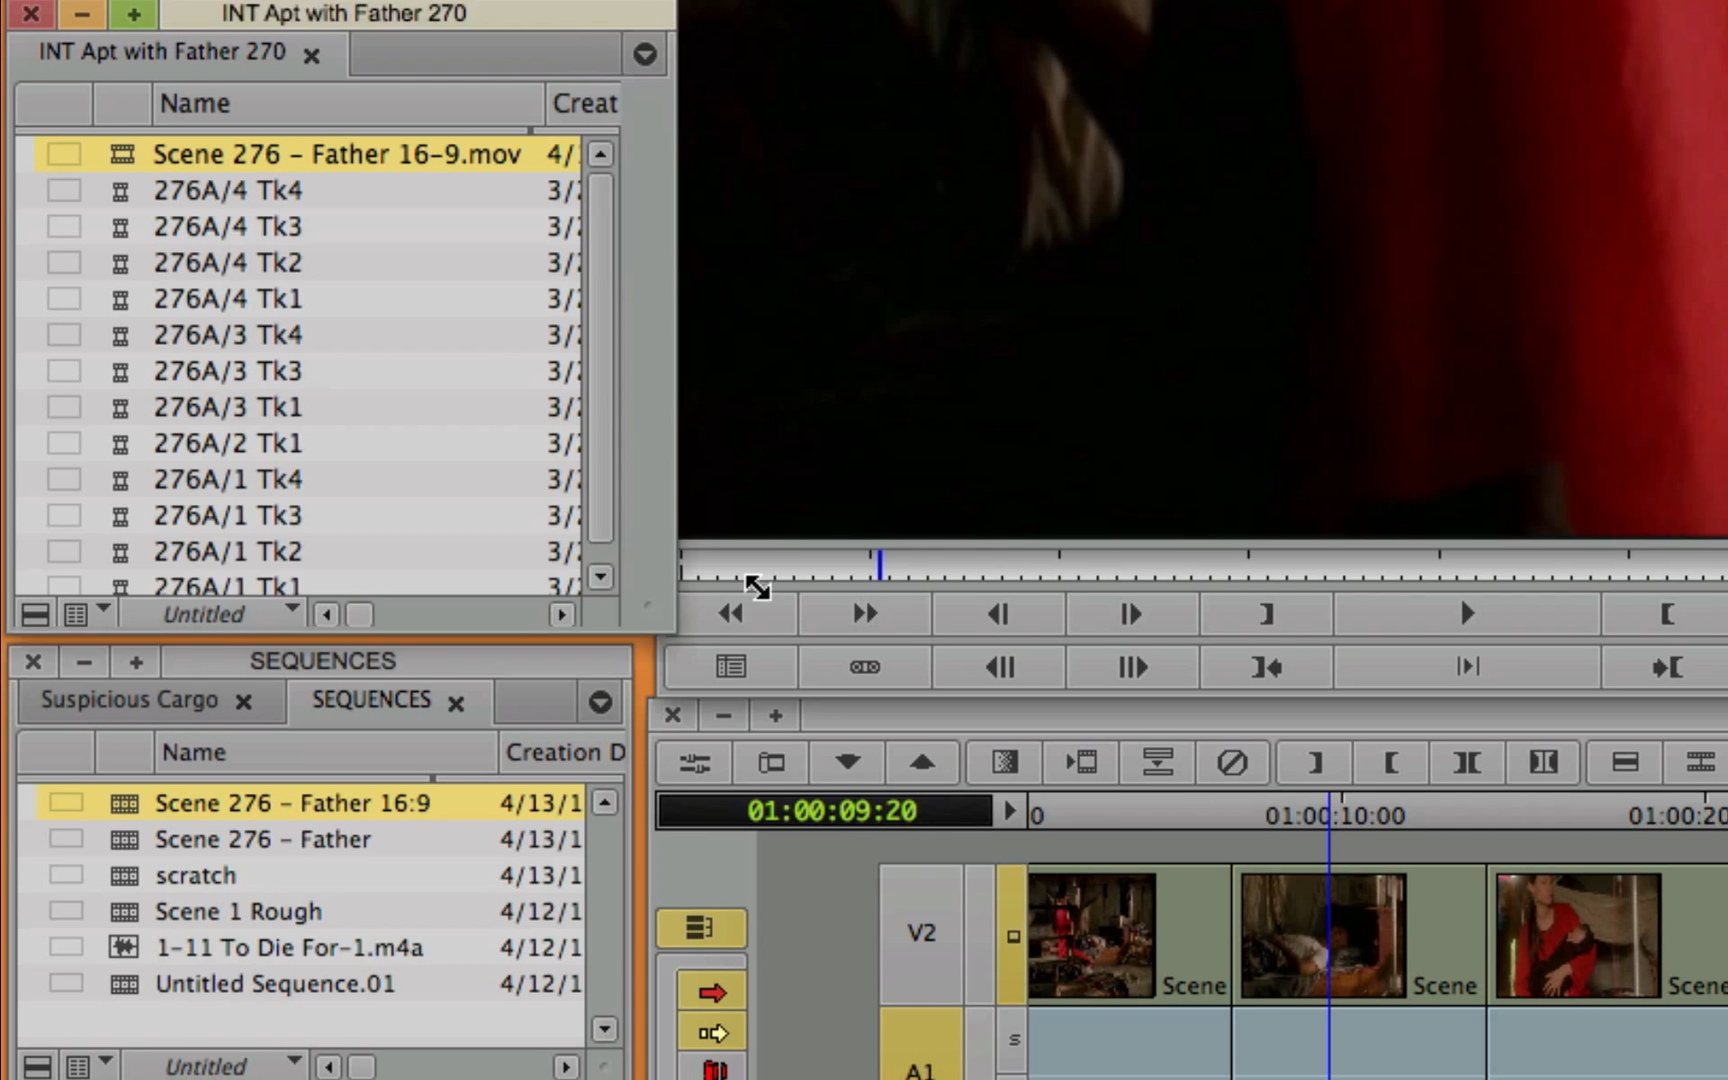 INT Apt with Father 270
INT Apt with Father 270
Name Creat
Scene 276 – Father 16–9.mov 4/
276A/4 Tk4 3/
276A/4 Tk3 3/
276A/4 Tk2 3/
276A/4 Tk1 3/
276A/3 Tk4 3/
276A/3 Tk3 3/
276A/3 Tk1 3/
276A/2 Tk1 3/
276A/1 Tk4 3/
276A/1 Tk3 3/
276A/1 Tk2 3/
276A/1 Tk1 3/
Untitled
SEQUENCES
Suspicious Cargo SEQUENCES
Name Creation D
Scene 276 – Father 16:9 4/13/1
Scene 276 – Father 4/13/1
scratch 4/13/1
Scene 1 Rough 4/12/1
1–11 To Die For–1.m4a 4/12/1
Untitled Sequence.01 4/12/1
Untitled
01:00:09:20 0 01:00:10:00 01:00:20
V2 Scene Scene Scene
S
A1